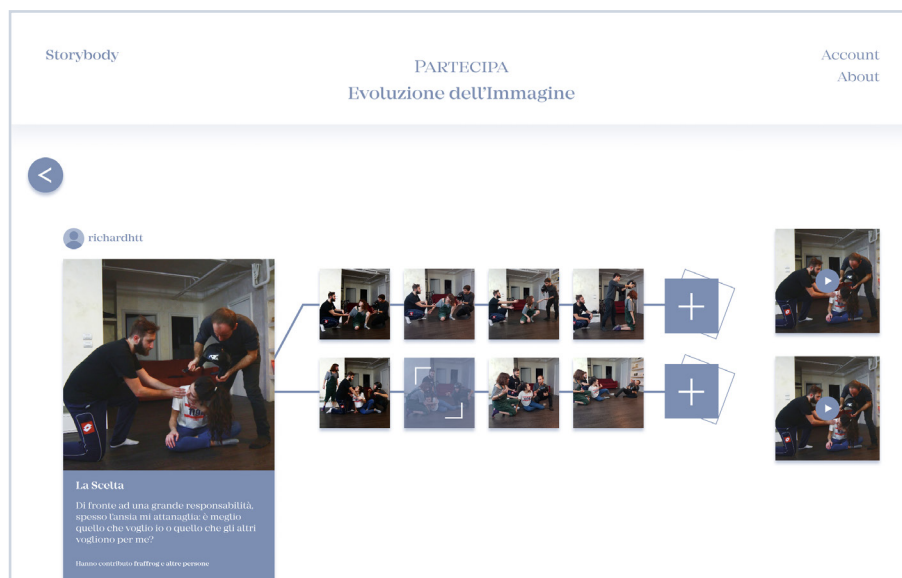 Storybody
PARTECIPA
Evoluzione dell'Immagine
Account
About
<
richardhtt
La Scelta
Di fronte ad una grande responsabilità,
spesso l'ansia mi attanaglia: è meglio
quello che voglio io o quello che gli altri
vogliono per me?
Hanno contributo fraffrog e altre persone